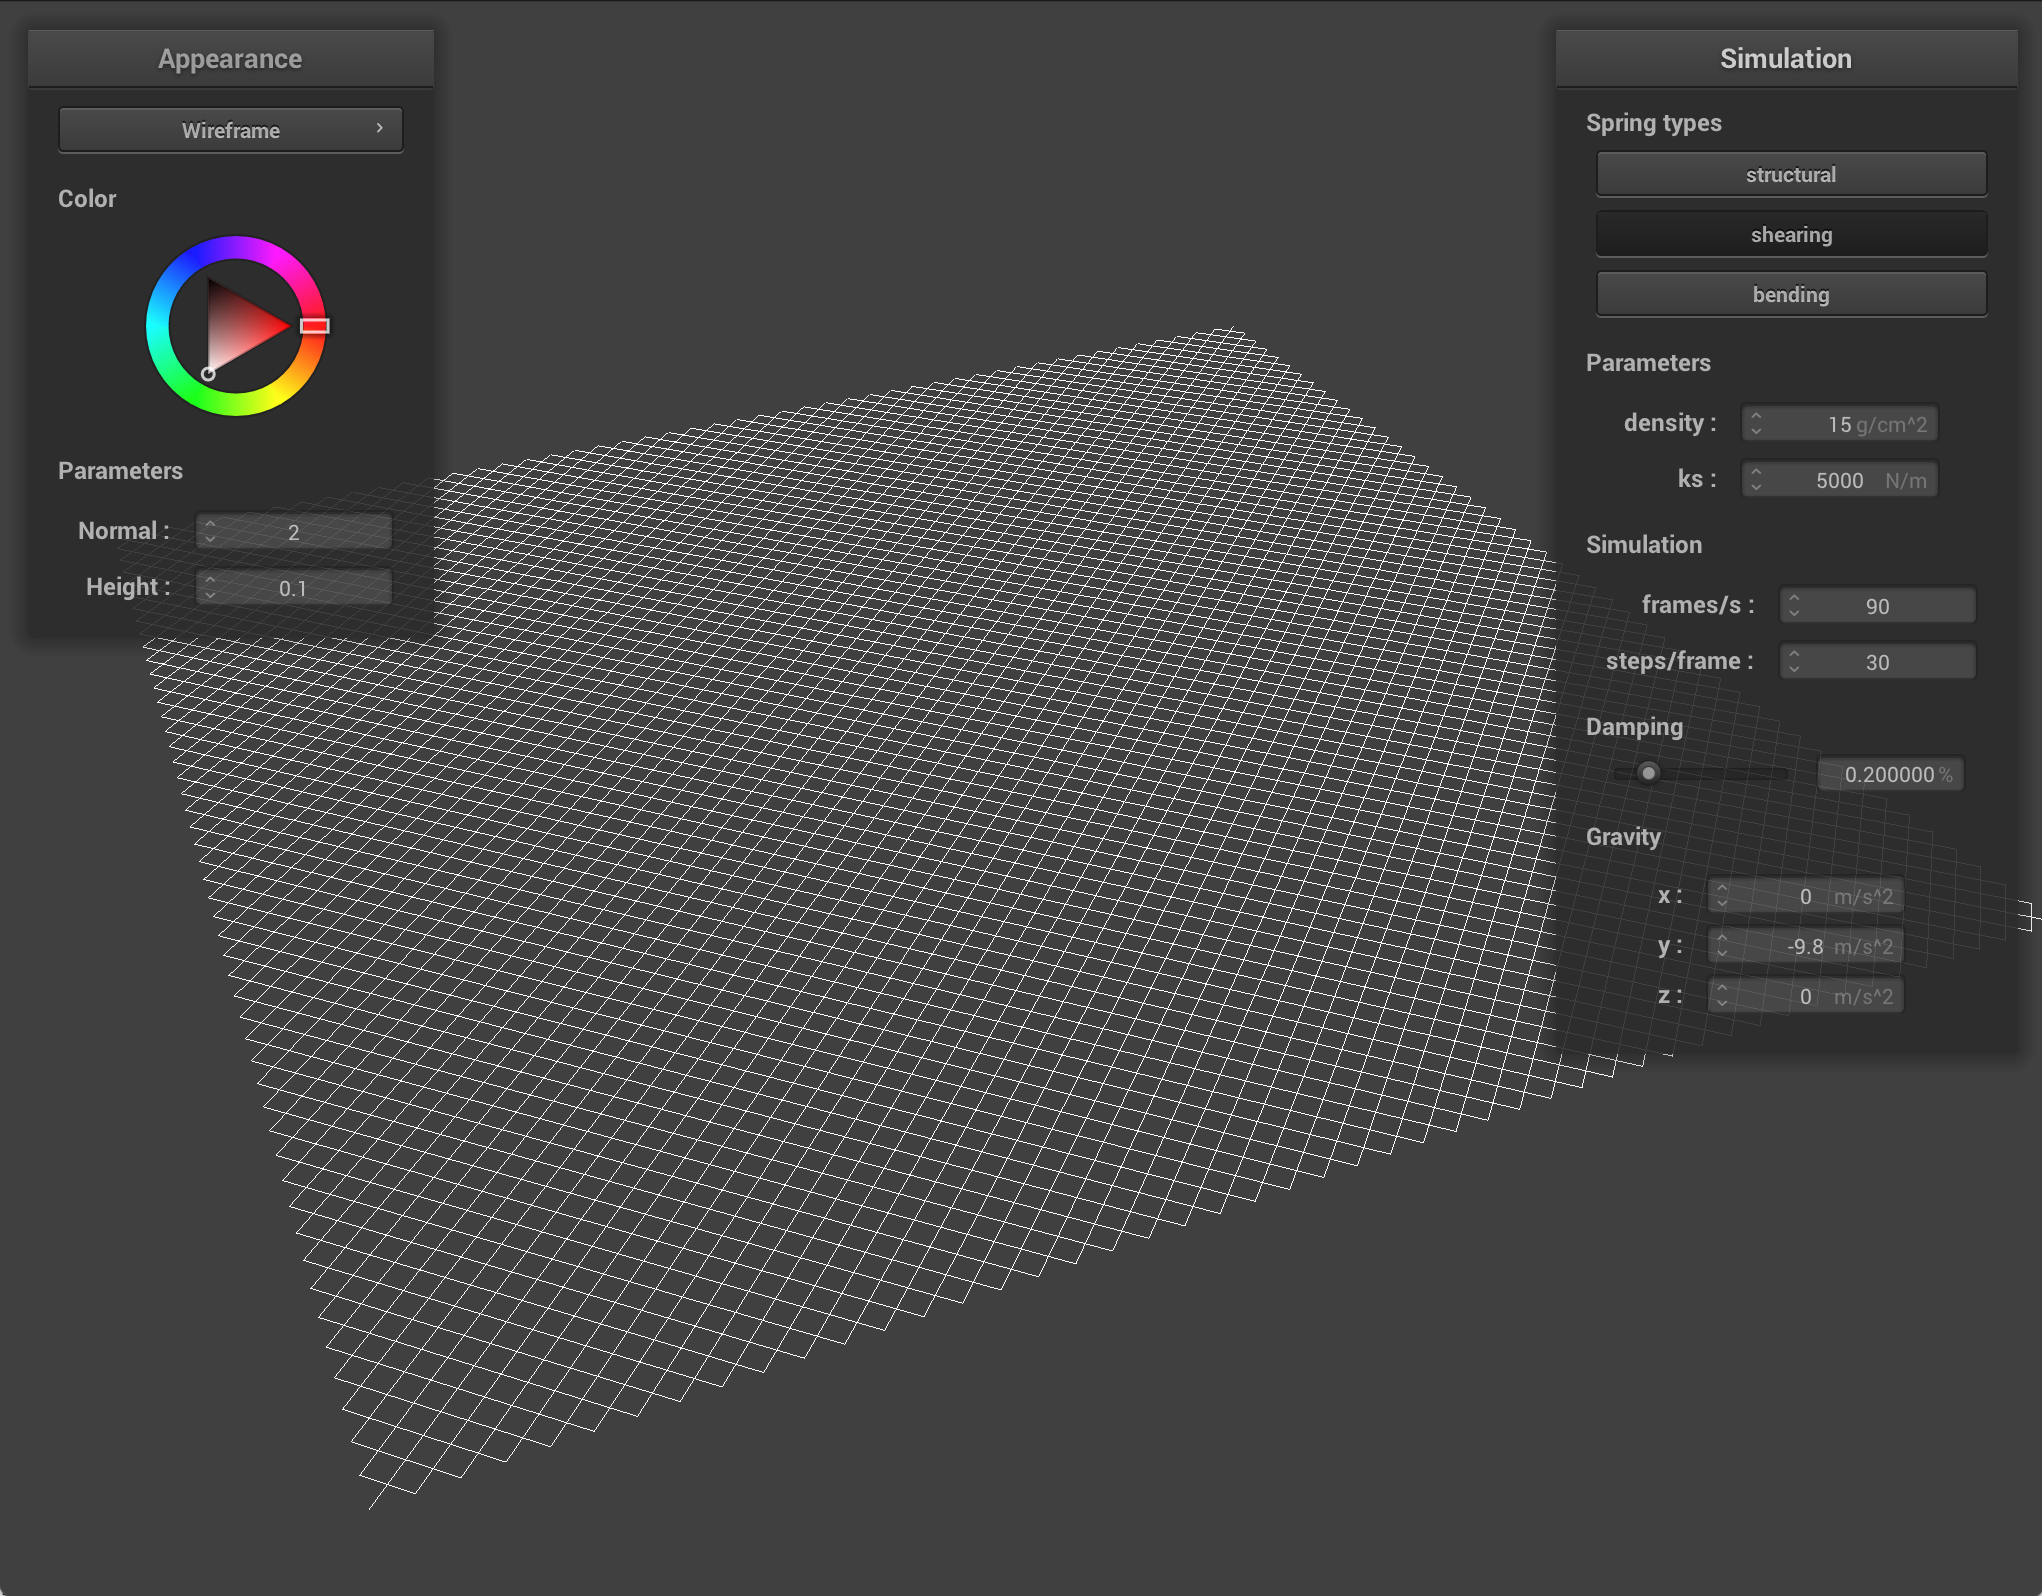 Appearance
Wireframe
Color
Parameters
Normal : 2
Height : 0.1
Simulation
Spring types
structural
shearing
bending
Parameters
density : 15 g/cm^2
ks : 5000 N/m
Simulation
frames/s : 90
steps/frame : 30
Damping
0.200000 %
Gravity
x : 0 m/s^2
y : -9.8 m/s^2
z : 0 m/s^2